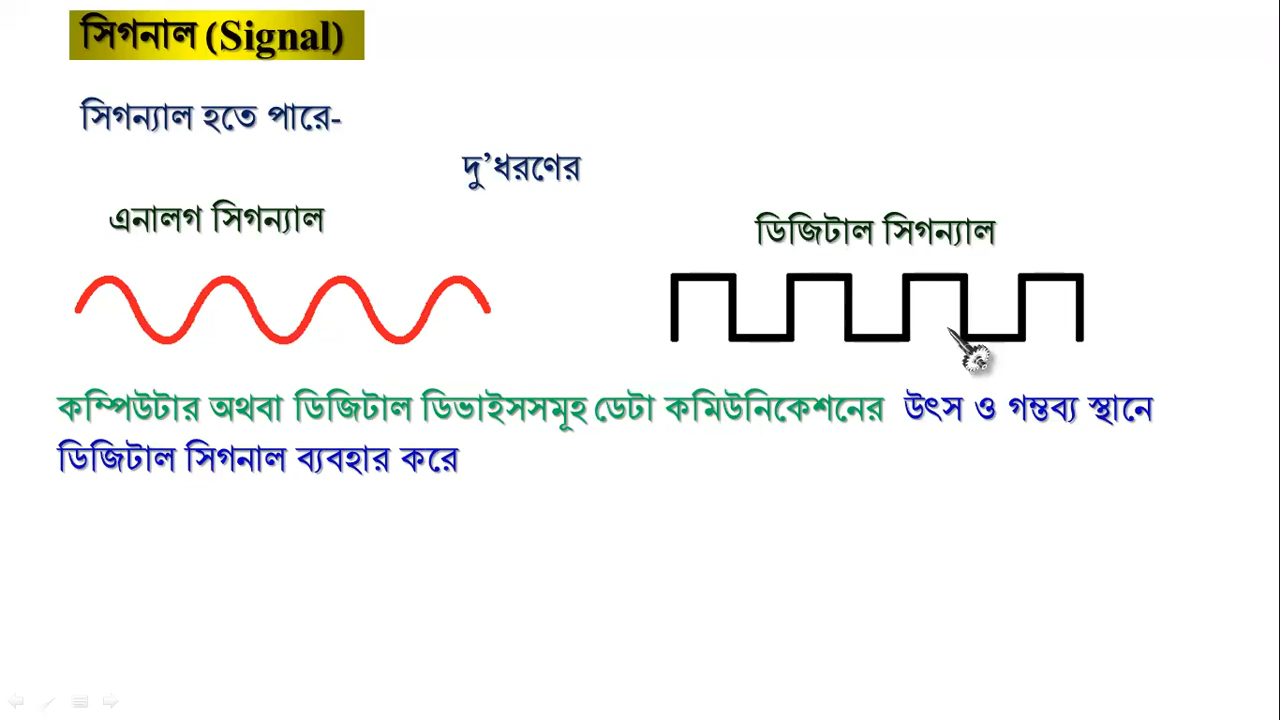 সিগনাল (Signal)
সিগন্যাল হতে পারে-
দু’ধরণের
এনালগ সিগন্যাল
ডিজিটাল সিগন্যাল
কম্পিউটার অথবা ডিজিটাল ডিভাইসসমূহ ডেটা কমিউনিকেশনের উৎস ও গন্তব্য স্থানে
ডিজিটাল সিগনাল ব্যবহার করে